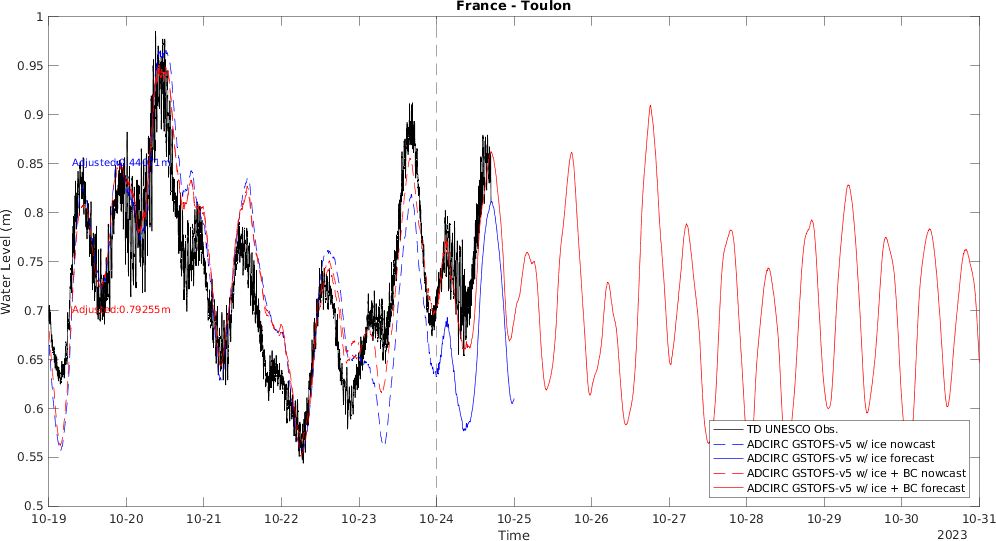 France - Toulon
Water Level (m)
1
0.95
0.9
0.85
0.8
0.75
0.7
0.65
0.6
0.55
0.5
Adjusted:
Adjusted:0.79255m
TD UNESCO Obs.
ADCIRC GSTOFS-v5 w/ ice nowcast
ADCIRC GSTOFS-v5 w/ ice forecast
ADCIRC GSTOFS-v5 w/ ice + BC nowcast
ADCIRC GSTOFS-v5 w/ ice + BC forecast
10-19 10-20 10-21 10-22 10-23 10-24 10-25 10-26 10-27 10-28 10-29 10-30 10-31
Time
2023